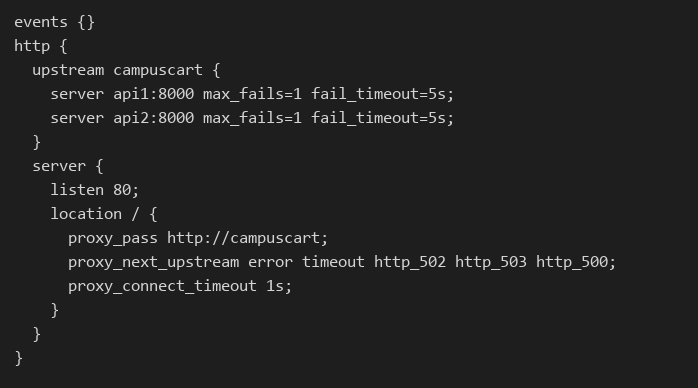 events {}
http {
  upstream campuscart {
    server api1:8000 max_fails=1 fail_timeout=5s;
    server api2:8000 max_fails=1 fail_timeout=5s;
  }
  server {
    listen 80;
    location / {
      proxy_pass http://campuscart;
      proxy_next_upstream error timeout http_502 http_503 http_500;
      proxy_connect_timeout 1s;
    }
  }
}